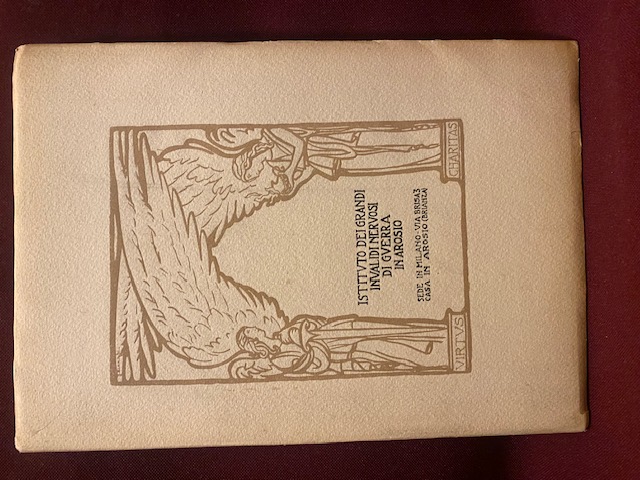 ISTITVTO DEI GRANDI
INVALIDI NERVOSI
DI GVERRA
IN AROSIO
SEDE IN MILANO-VIA BRISA 3
CASA IN AROSIO (BRIANZA)
VIRTVS
CHARITAS